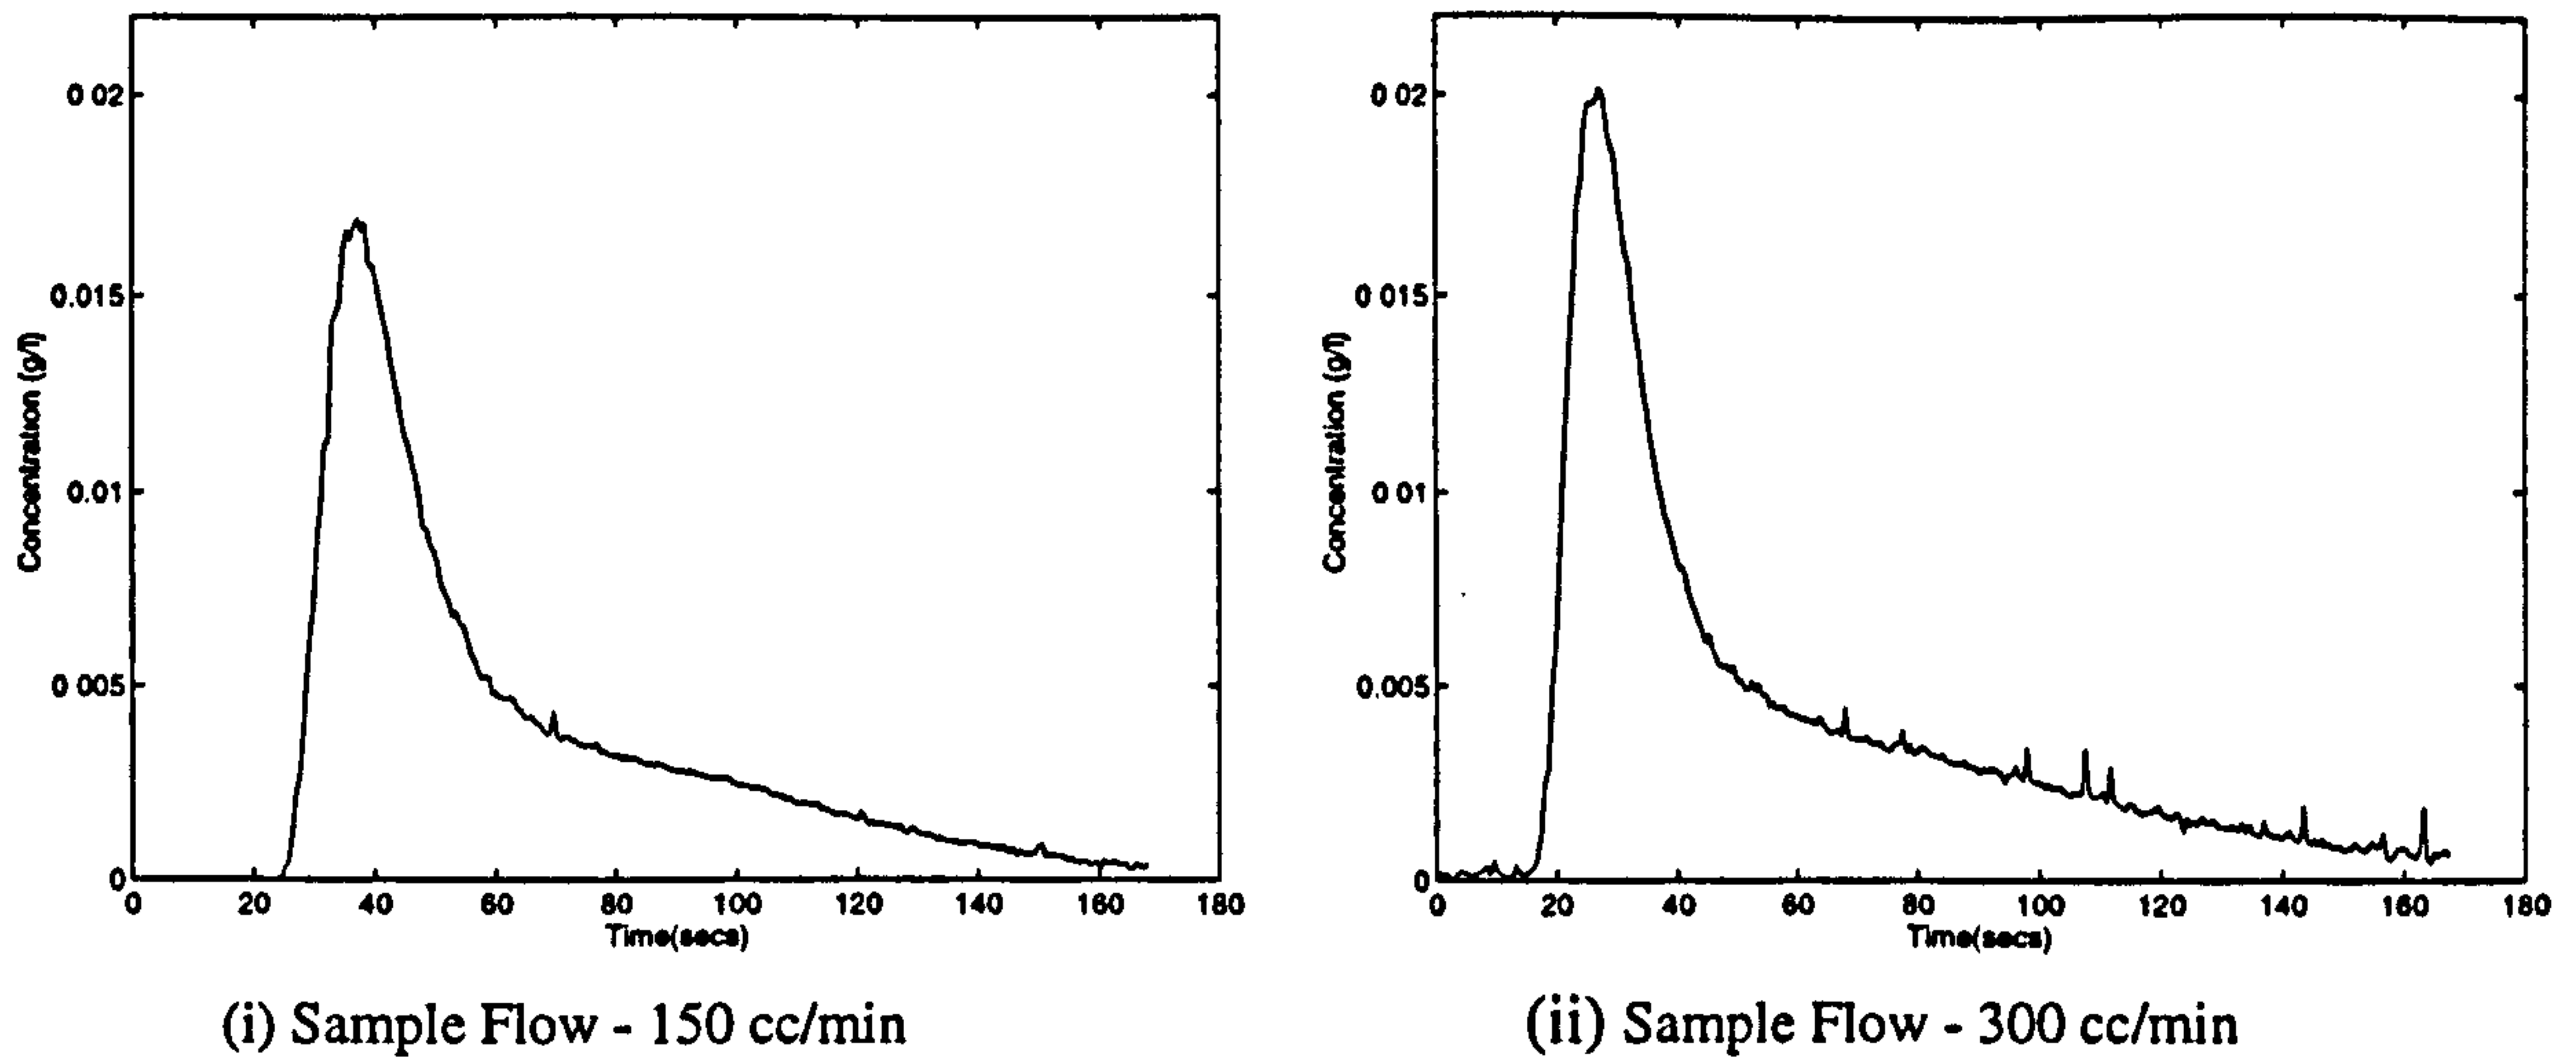 0 02
0.015
0.01
0 005
0
Concentration (g/l)
0 20 40 60 80 100 120 140 160 180
Time(secs)
(i) Sample Flow - 150 cc/min
0 02
0 015
0 01
0.005
0
Concentration (g/l)
0 20 40 60 80 100 120 140 160 180
Time(secs)
(ii) Sample Flow - 300 cc/min